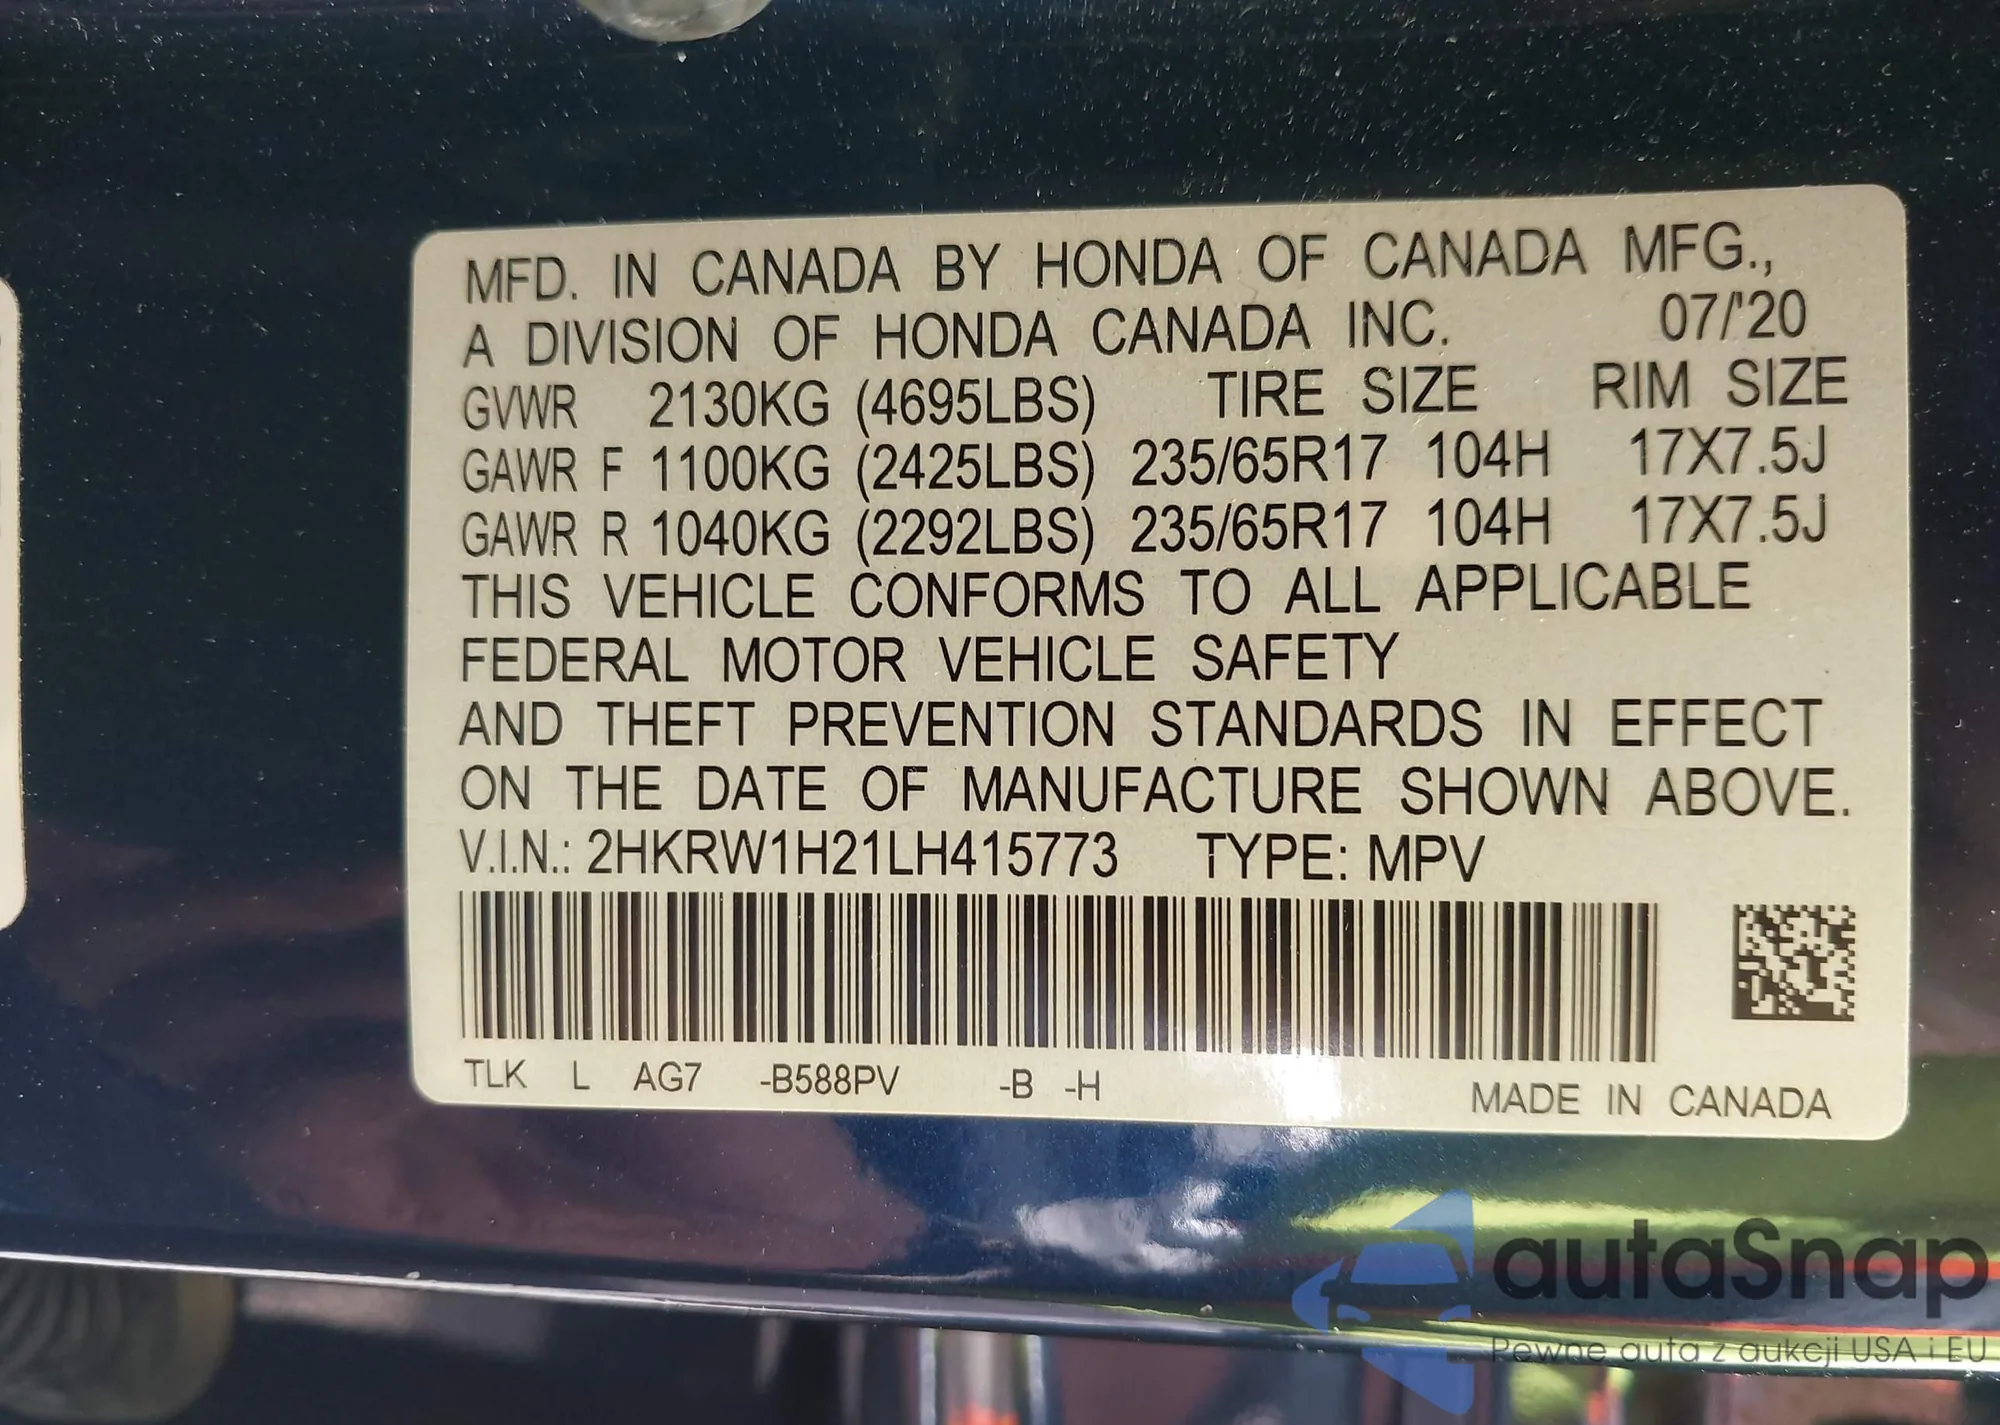 MFD. IN CANADA BY HONDA OF CANADA MFG.,
A DIVISION OF HONDA CANADA INC. 07/'20
GVWR 2130KG (4695LBS) TIRE SIZE RIM SIZE
GAWR F 1100KG (2425LBS) 235/65R17 104H 17X7.5J
GAWR R 1040KG (2292LBS) 235/65R17 104H 17X7.5J
THIS VEHICLE CONFORMS TO ALL APPLICABLE
FEDERAL MOTOR VEHICLE SAFETY
AND THEFT PREVENTION STANDARDS IN EFFECT
ON THE DATE OF MANUFACTURE SHOWN ABOVE.
V.I.N.: 2HKRW1H21LH415773 TYPE: MPV
TLK L AG7 -B588PV -B -H MADE IN CANADA
autaSnap
Pewne auta z aukcji USA i EU